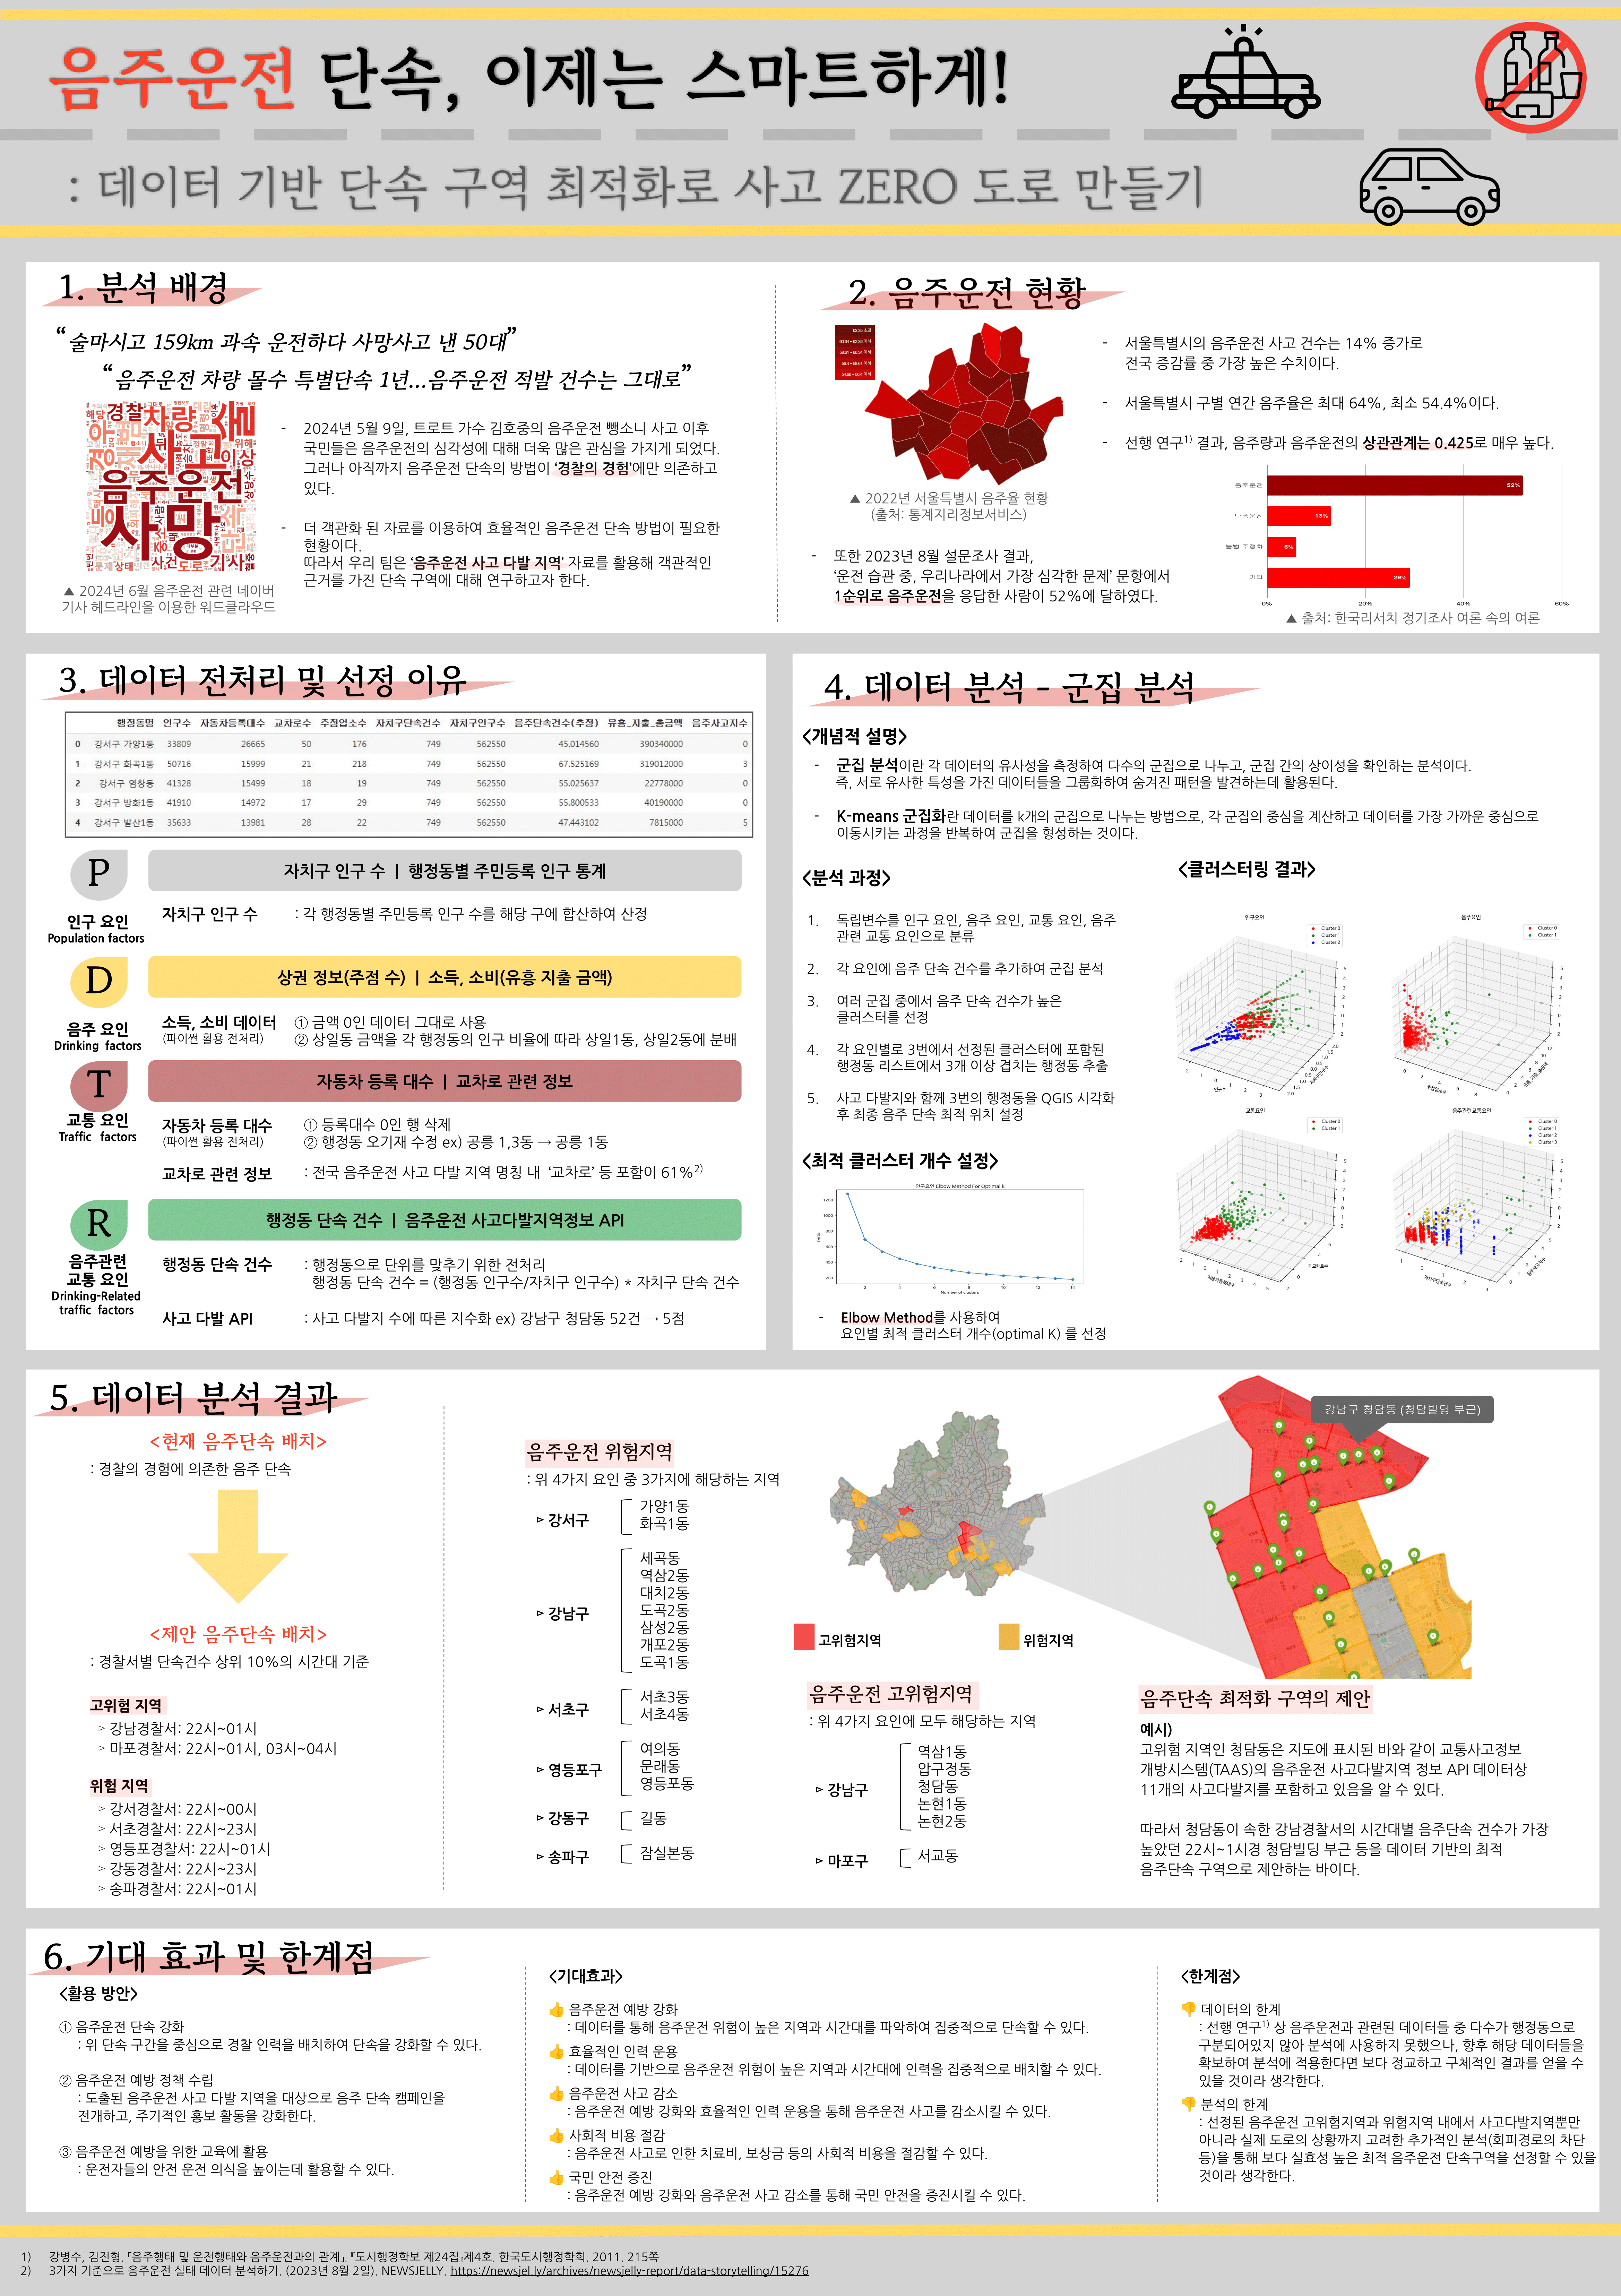 음주운전 단속, 이제는 스마트하게!
: 데이터 기반 단속 구역 최적화로 사고 ZERO 도로 만들기
1. 분석 배경
“술마시고 159km 과속 운전하다 사망사고 낸 50대”
“음주운전 차량 몰수 특별단속 1년...음주운전 적발 건수는 그대로”
경찰 차량
사고
이상
음주운전
사망
단속
기사
▲ 2024년 6월 음주운전 관련 네이버
기사 헤드라인을 이용한 워드클라우드
- 2024년 5월 9일, 트로트 가수 김호중의 음주운전 뺑소니 사고 이후
국민들은 음주운전의 심각성에 대해 더욱 많은 관심을 가지게 되었다.
그러나 아직까지 음주운전 단속의 방법이 ‘경찰의 경험’에만 의존하고
있다.
- 더 객관화 된 자료를 이용하여 효율적인 음주운전 단속 방법이 필요한
현황이다.
따라서 우리 팀은 ‘음주운전 사고 다발 지역’ 자료를 활용해 객관적인
근거를 가진 단속 구역에 대해 연구하고자 한다.
2. 음주운전 현황
▲ 2022년 서울특별시 음주율 현황
(출처: 통계지리정보서비스)
- 서울특별시의 음주운전 사고 건수는 14% 증가로
전국 증감률 중 가장 높은 수치이다.
- 서울특별시 구별 연간 음주율은 최대 64%, 최소 54.4%이다.
- 선행 연구1) 결과, 음주량과 음주운전의 상관관계는 0.425로 매우 높다.
- 또한 2023년 8월 설문조사 결과,
‘운전 습관 중, 우리나라에서 가장 심각한 문제’ 문항에서
1순위로 음주운전을 응답한 사람이 52%에 달하였다.
음주운전 52%
난폭운전 13%
불법 주정차 6%
기타 29%
0% 20% 40% 60%
▲ 출처: 한국리서치 정기조사 여론 속의 여론
3. 데이터 전처리 및 선정 이유
행정동명 인구수 자동차등록대수 교차로수 주점업소수 자치구단속건수 자치구인구수 음주단속건수(추정) 유흥_지출_총금액 음주사고지수
0 강서구 가양1동 33809 26665 50 176 749 562550 45.014560 390340000 0
1 강서구 화곡1동 50716 15999 21 218 749 562550 67.525169 319012000 3
2 강서구 염창동 41328 15499 18 19 749 562550 55.025637 22778000 0
3 강서구 방화1동 41910 14972 17 29 749 562550 55.800533 40190000 0
4 강서구 발산1동 35633 13981 28 22 749 562550 47.443102 7815000 5
P
인구 요인
Population factors
자치구 인구 수 | 행정동별 주민등록 인구 통계
자치구 인구 수 : 각 행정동별 주민등록 인구 수를 해당 구에 합산하여 산정
D
음주 요인
Drinking factors
상권 정보(주점 수) | 소득, 소비(유흥 지출 금액)
소득, 소비 데이터
(파이썬 활용 전처리)
① 금액 0인 데이터 그대로 사용
② 상일동 금액을 각 행정동의 인구 비율에 따라 상일1동, 상일2동에 분배
T
교통 요인
Traffic factors
자동차 등록 대수 | 교차로 관련 정보
자동차 등록 대수
(파이썬 활용 전처리)
① 등록대수 0인 행 삭제
② 행정동 오기재 수정 ex) 공릉 1,3동 → 공릉 1동
교차로 관련 정보 : 전국 음주운전 사고 다발 지역 명칭 내 ‘교차로’ 등 포함이 61%2)
R
음주관련
교통 요인
Drinking-Related
traffic factors
행정동 단속 건수 | 음주운전 사고다발지역정보 API
행정동 단속 건수 : 행정동으로 단위를 맞추기 위한 전처리
행정동 단속 건수 = (행정동 인구수/자치구 인구수) * 자치구 단속 건수
사고 다발 API : 사고 다발지 수에 따른 지수화 ex) 강남구 청담동 52건 → 5점
4. 데이터 분석 – 군집 분석
<개념적 설명>
- 군집 분석이란 각 데이터의 유사성을 측정하여 다수의 군집으로 나누고, 군집 간의 상이성을 확인하는 분석이다.
즉, 서로 유사한 특성을 가진 데이터들을 그룹화하여 숨겨진 패턴을 발견하는데 활용된다.
- K-means 군집화란 데이터를 k개의 군집으로 나누는 방법으로, 각 군집의 중심을 계산하고 데이터를 가장 가까운 중심으로
이동시키는 과정을 반복하여 군집을 형성하는 것이다.
<분석 과정>
1. 독립변수를 인구 요인, 음주 요인, 교통 요인, 음주
관련 교통 요인으로 분류
2. 각 요인에 음주 단속 건수를 추가하여 군집 분석
3. 여러 군집 중에서 음주 단속 건수가 높은
클러스터를 선정
4. 각 요인별로 3번에서 선정된 클러스터에 포함된
행정동 리스트에서 3개 이상 겹치는 행정동 추출
5. 사고 다발지와 함께 3번의 행정동을 QGIS 시각화
후 최종 음주 단속 최적 위치 설정
<최적 클러스터 개수 설정>
인구요인 Elbow Method For Optimal k
Number of clusters
- Elbow Method를 사용하여
요인별 최적 클러스터 개수(optimal K) 를 선정
<클러스터링 결과>
인구요인
Cluster 0
Cluster 1
Cluster 2
음주요인
Cluster 0
Cluster 1
교통요인
Cluster 0
Cluster 1
음주관련교통요인
Cluster 0
Cluster 1
Cluster 2
Cluster 3
5. 데이터 분석 결과
<현재 음주단속 배치>
: 경찰의 경험에 의존한 음주 단속
<제안 음주단속 배치>
: 경찰서별 단속건수 상위 10%의 시간대 기준
고위험 지역
▹ 강남경찰서: 22시~01시
▹ 마포경찰서: 22시~01시, 03시~04시
위험 지역
▹ 강서경찰서: 22시~00시
▹ 서초경찰서: 22시~23시
▹ 영등포경찰서: 22시~01시
▹ 강동경찰서: 22시~23시
▹ 송파경찰서: 22시~01시
음주운전 위험지역
: 위 4가지 요인 중 3가지에 해당하는 지역
▹ 강서구
가양1동
화곡1동
▹ 강남구
세곡동
역삼2동
대치2동
도곡2동
삼성2동
개포2동
도곡1동
▹ 서초구
서초3동
서초4동
▹ 영등포구
여의동
문래동
영등포동
▹ 강동구
길동
▹ 송파구
잠실본동
고위험지역
위험지역
음주운전 고위험지역
: 위 4가지 요인에 모두 해당하는 지역
▹ 강남구
역삼1동
압구정동
청담동
논현1동
논현2동
▹ 마포구
서교동
강남구 청담동 (청담빌딩 부근)
음주단속 최적화 구역의 제안
예시)
고위험 지역인 청담동은 지도에 표시된 바와 같이 교통사고정보
개방시스템(TAAS)의 음주운전 사고다발지역 정보 API 데이터상
11개의 사고다발지를 포함하고 있음을 알 수 있다.
따라서 청담동이 속한 강남경찰서의 시간대별 음주단속 건수가 가장
높았던 22시~1시경 청담빌딩 부근 등을 데이터 기반의 최적
음주단속 구역으로 제안하는 바이다.
6. 기대 효과 및 한계점
<활용 방안>
① 음주운전 단속 강화
: 위 단속 구간을 중심으로 경찰 인력을 배치하여 단속을 강화할 수 있다.
② 음주운전 예방 정책 수립
: 도출된 음주운전 사고 다발 지역을 대상으로 음주 단속 캠페인을
전개하고, 주기적인 홍보 활동을 강화한다.
③ 음주운전 예방을 위한 교육에 활용
: 운전자들의 안전 운전 의식을 높이는데 활용할 수 있다.
<기대효과>
👍 음주운전 예방 강화
: 데이터를 통해 음주운전 위험이 높은 지역과 시간대를 파악하여 집중적으로 단속할 수 있다.
👍 효율적인 인력 운용
: 데이터를 기반으로 음주운전 위험이 높은 지역과 시간대에 인력을 집중적으로 배치할 수 있다.
👍 음주운전 사고 감소
: 음주운전 예방 강화와 효율적인 인력 운용을 통해 음주운전 사고를 감소시킬 수 있다.
👍 사회적 비용 절감
: 음주운전 사고로 인한 치료비, 보상금 등의 사회적 비용을 절감할 수 있다.
👍 국민 안전 증진
: 음주운전 예방 강화와 음주운전 사고 감소를 통해 국민 안전을 증진시킬 수 있다.
<한계점>
👎 데이터의 한계
: 선행 연구1) 상 음주운전과 관련된 데이터들 중 다수가 행정동으로
구분되어있지 않아 분석에 사용하지 못했으나, 향후 해당 데이터들을
확보하여 분석에 적용한다면 보다 정교하고 구체적인 결과를 얻을 수
있을 것이라 생각한다.
👎 분석의 한계
: 선정된 음주운전 고위험지역과 위험지역 내에서 사고다발지역뿐만
아니라 실제 도로의 상황까지 고려한 추가적인 분석(회피경로의 차단
등)을 통해 보다 실효성 높은 최적 음주운전 단속구역을 선정할 수 있을
것이라 생각한다.
1) 강병수, 김진형. 「음주행태 및 운전행태와 음주운전과의 관계」. 『도시행정학보 제24집』제4호. 한국도시행정학회. 2011. 215쪽
2) 3가지 기준으로 음주운전 실태 데이터 분석하기. (2023년 8월 2일). NEWSJELLY. https://newsjel.ly/archives/newsjelly-report/data-storytelling/15276